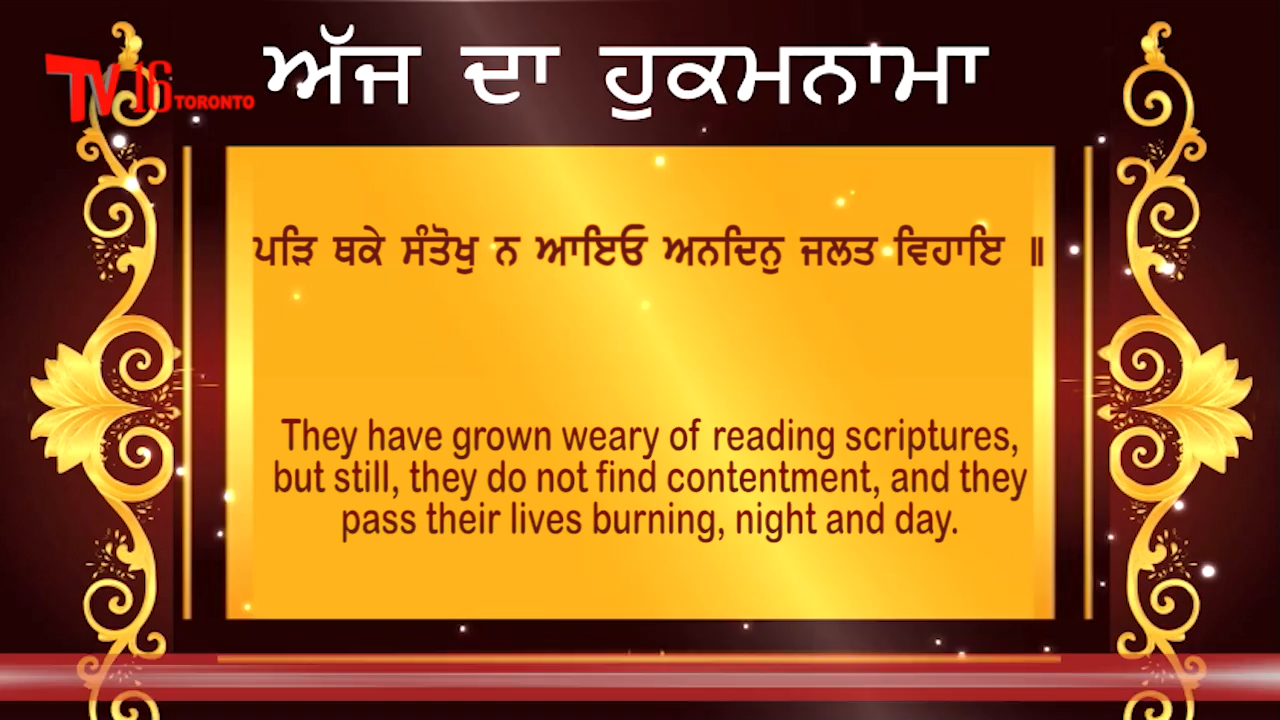 ਅੱਜ ਦਾ ਹੁਕਮਨਾਮਾ
TV16 TORONTO
ਪੜਿ ਥਕੇ ਸੰਤੋਖੁ ਨ ਆਇਓ ਅਨਦਿਨੁ ਜਲਤ ਵਿਹਾਇ ॥
They have grown weary of reading scriptures,
but still, they do not find contentment, and they
pass their lives burning, night and day.